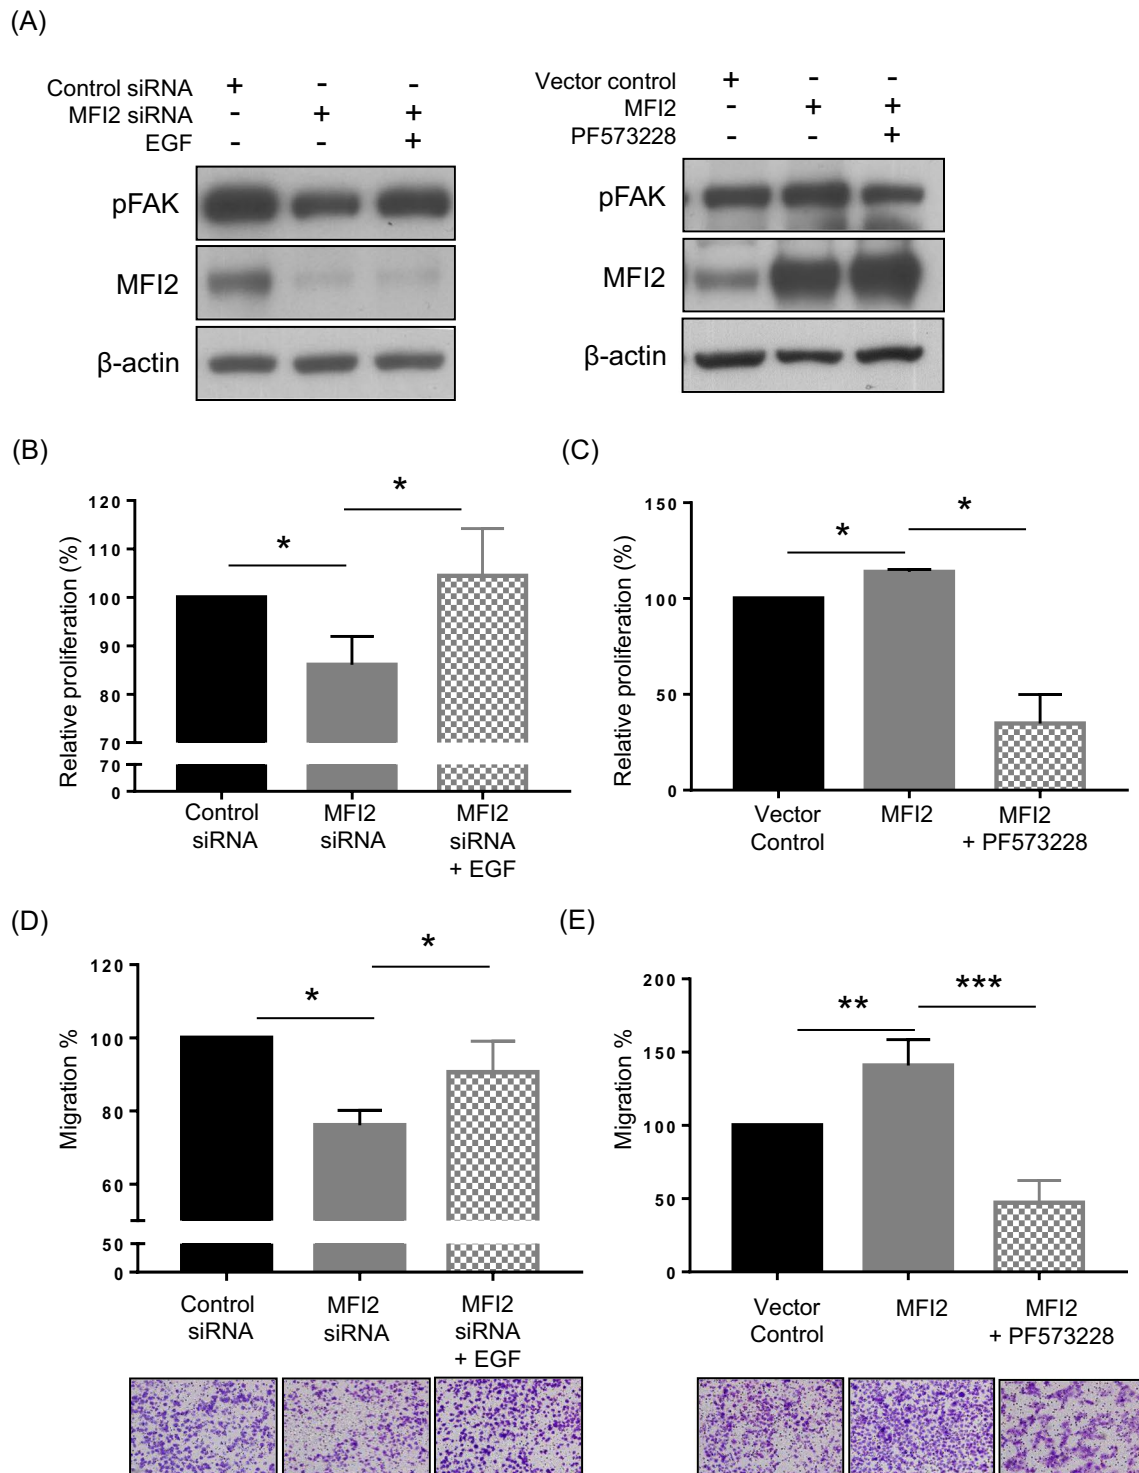 (A)
Control siRNA + - -
MFI2 siRNA - + +
EGF - - +
pFAK
MFI2
β-actin
Vector control + - -
MFI2 - + +
PF573228 - - +
pFAK
MFI2
β-actin
(B)
Relative proliferation (%)
120
110
100
90
80
70
70
0
*
*
Control
siRNA
MFI2
siRNA
MFI2
siRNA
+ EGF
(C)
Relative proliferation (%)
150
100
50
0
*
*
Vector
Control
MFI2
MFI2
+ PF573228
(D)
Migration %
120
100
80
60
50
0
*
*
Control
siRNA
MFI2
siRNA
MFI2
siRNA
+ EGF
(E)
Migration %
200
150
100
50
0
**
***
Vector
Control
MFI2
MFI2
+ PF573228